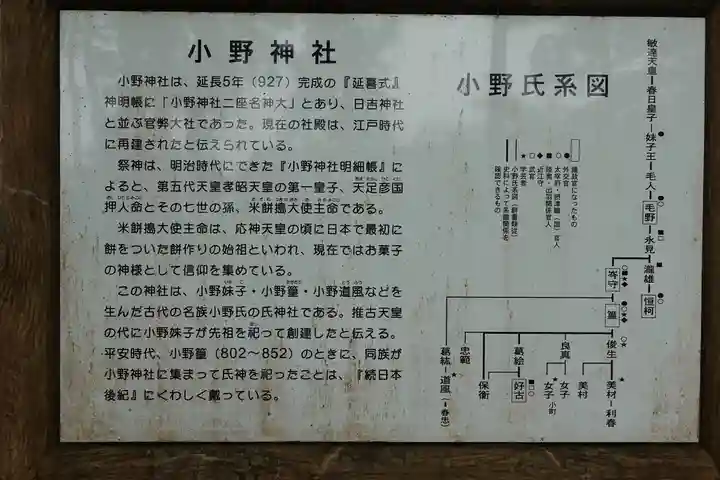 小野神社
小野神社は、延長5年（927）完成の『延喜式』
神明帳に「小野神社二座名神大」とあり、日吉神社
と並ぶ官弊大社であった。現在の社殿は、江戸時代
に再建されたと伝えられている。
祭神は、明治時代にできた『小野神社明細帳』に
よると、第五代天皇孝昭天皇の第一皇子、天足彦国
押人命とその七世の孫、米餅搗大使主命である。
米餅搗大使主命は、応神天皇の頃に日本で最初に
餅をついた餅作りの始祖といわれ、現在ではお菓子
の神様として信仰を集めている。
この神社は、小野妹子・小野篁・小野道風などを
生んだ古代の名族小野氏の氏神社である。推古天皇
の代に小野妹子が先祖を祀って創建したと伝える。
平安時代、小野篁（802～852）のときに、同族が
小野神社に集まって氏神を祀ったことは、『続日本
後紀』にくわしく戴っている。
小野氏系図
敏達天皇－春日皇子－妹子王－毛人－毛野－永見
瀧雄－恒柯
岑守
篁
俊生
美材－利春
美村
良真
女子
女子 小町
葛絵
好古
保衡
忠範
葛絃－道風
外交官
武官
近江守
学芸者